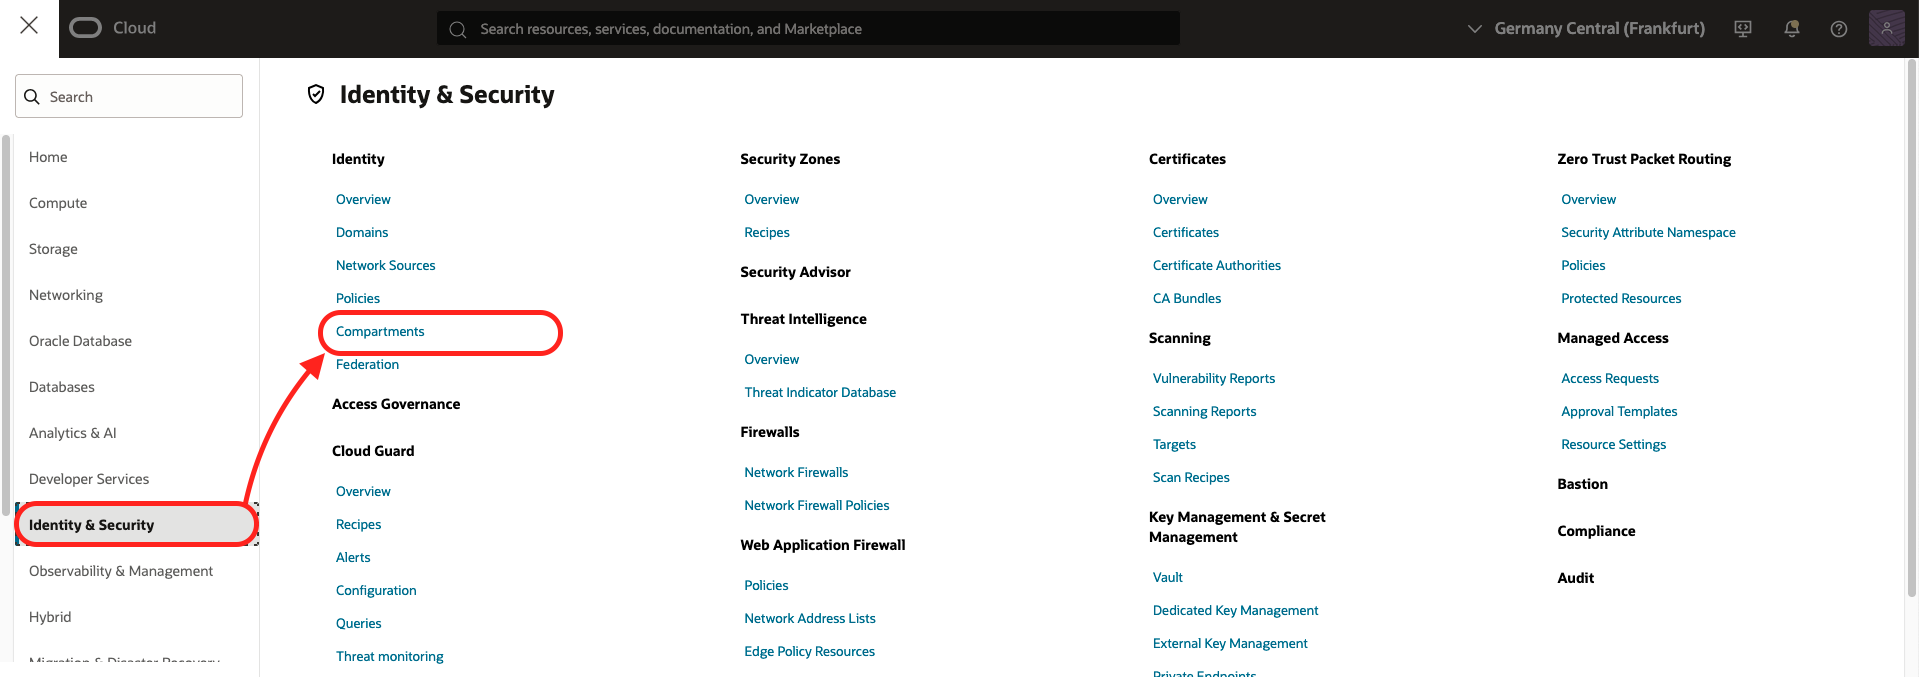 Cloud
Search resources, services, documentation, and Marketplace
Germany Central (Frankfurt)
Search
Home
Compute
Storage
Networking
Oracle Database
Databases
Analytics & AI
Developer Services
Identity & Security
Observability & Management
Hybrid
Migration & Disaster Recovery
Identity & Security
Identity
Overview
Domains
Network Sources
Policies
Compartments
Federation
Access Governance
Cloud Guard
Overview
Recipes
Alerts
Configuration
Queries
Threat monitoring
Security Zones
Overview
Recipes
Security Advisor
Threat Intelligence
Overview
Threat Indicator Database
Firewalls
Network Firewalls
Network Firewall Policies
Web Application Firewall
Policies
Network Address Lists
Edge Policy Resources
Certificates
Overview
Certificates
Certificate Authorities
CA Bundles
Scanning
Vulnerability Reports
Scanning Reports
Targets
Scan Recipes
Key Management & Secret
Management
Vault
Dedicated Key Management
External Key Management
Private Endpoints
Zero Trust Packet Routing
Overview
Security Attribute Namespace
Policies
Protected Resources
Managed Access
Access Requests
Approval Templates
Resource Settings
Bastion
Compliance
Audit